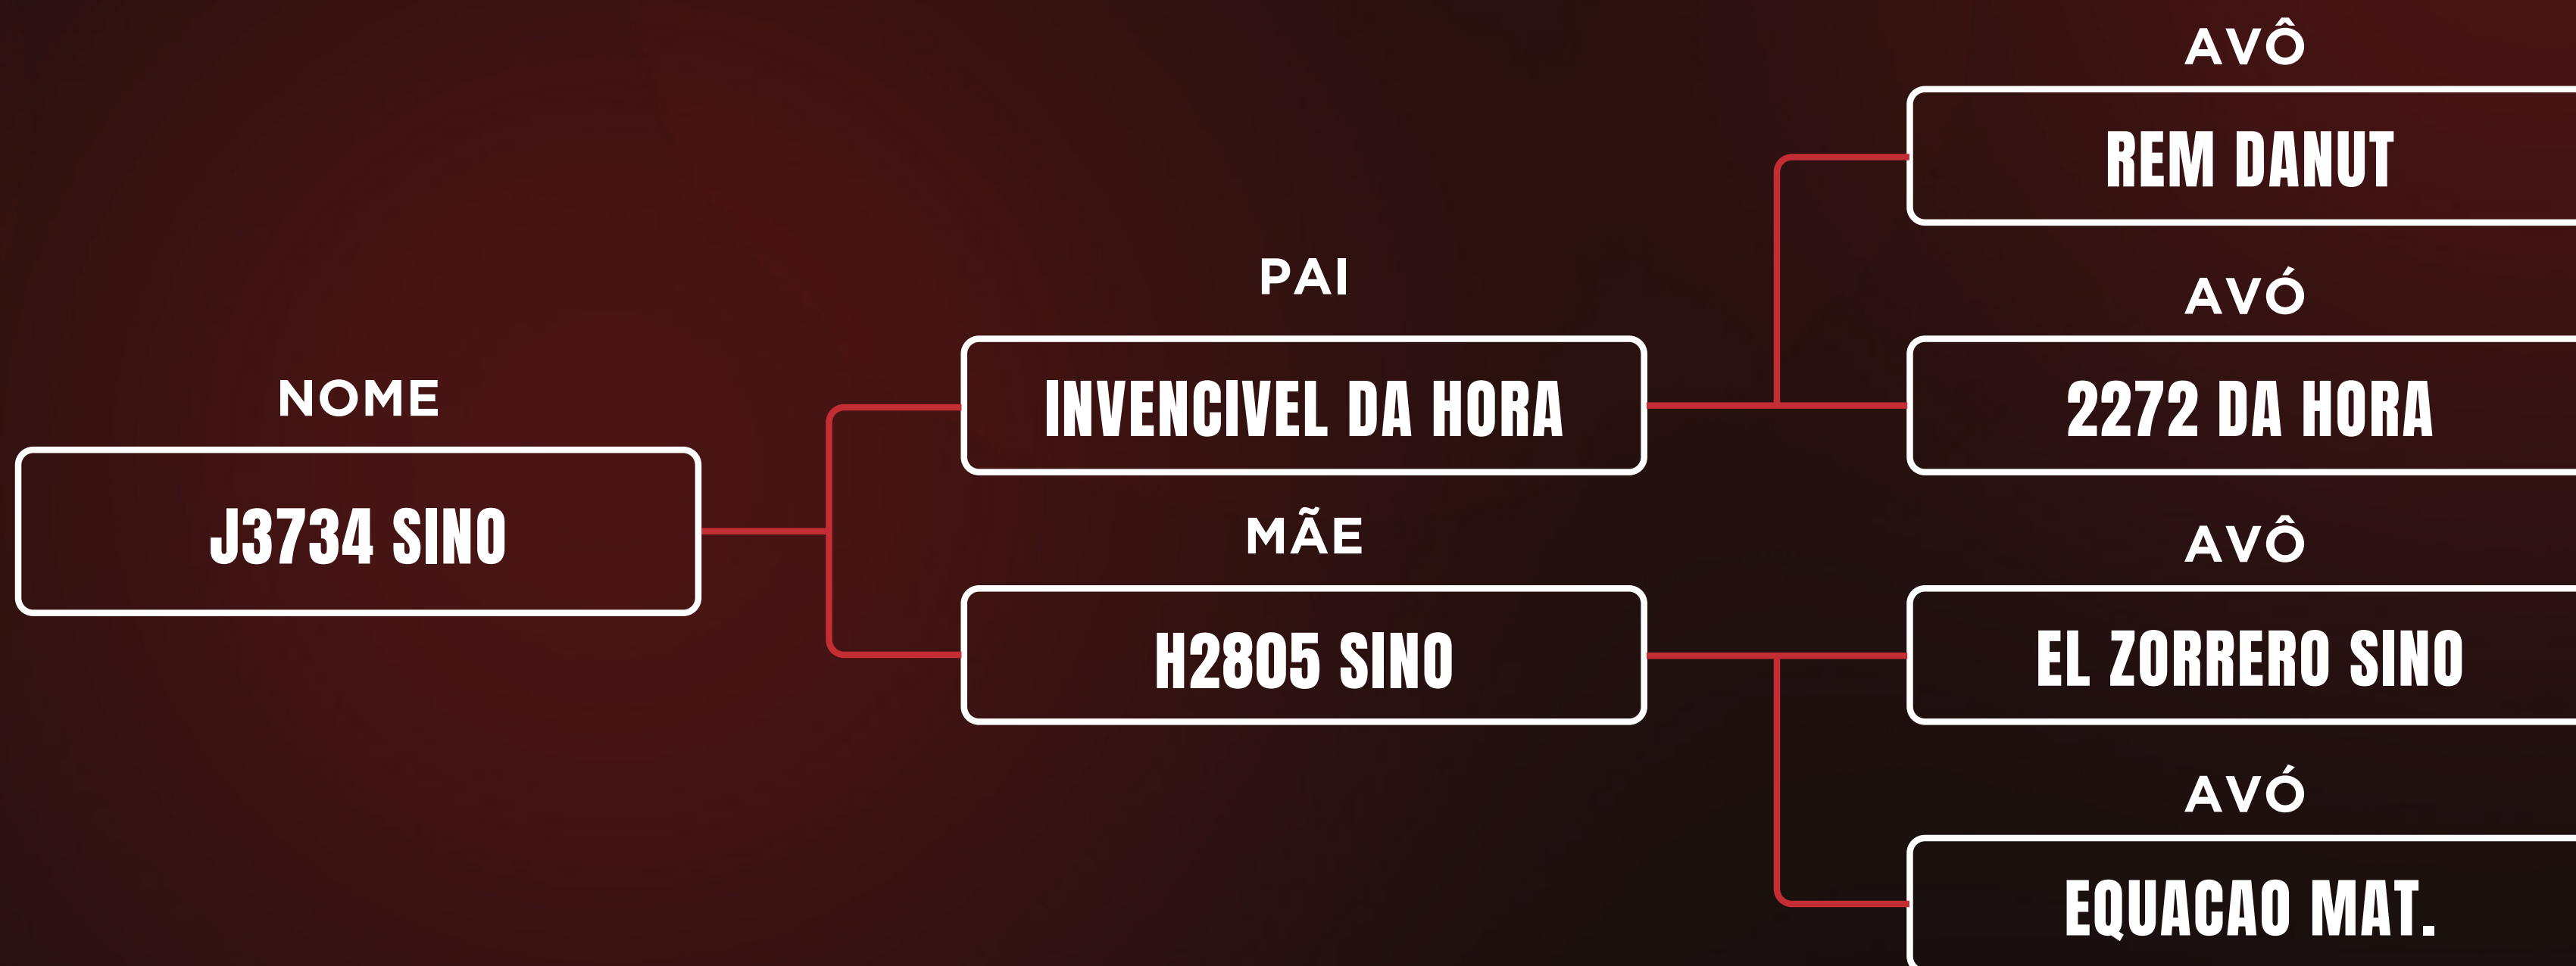 NOME
J3734 SINO
PAI
INVENCIVEL DA HORA
MÃE
H2805 SINO
AVÔ
REM DANUT
AVÓ
2272 DA HORA
AVÔ
EL ZORRERO SINO
AVÓ
EQUACAO MAT.